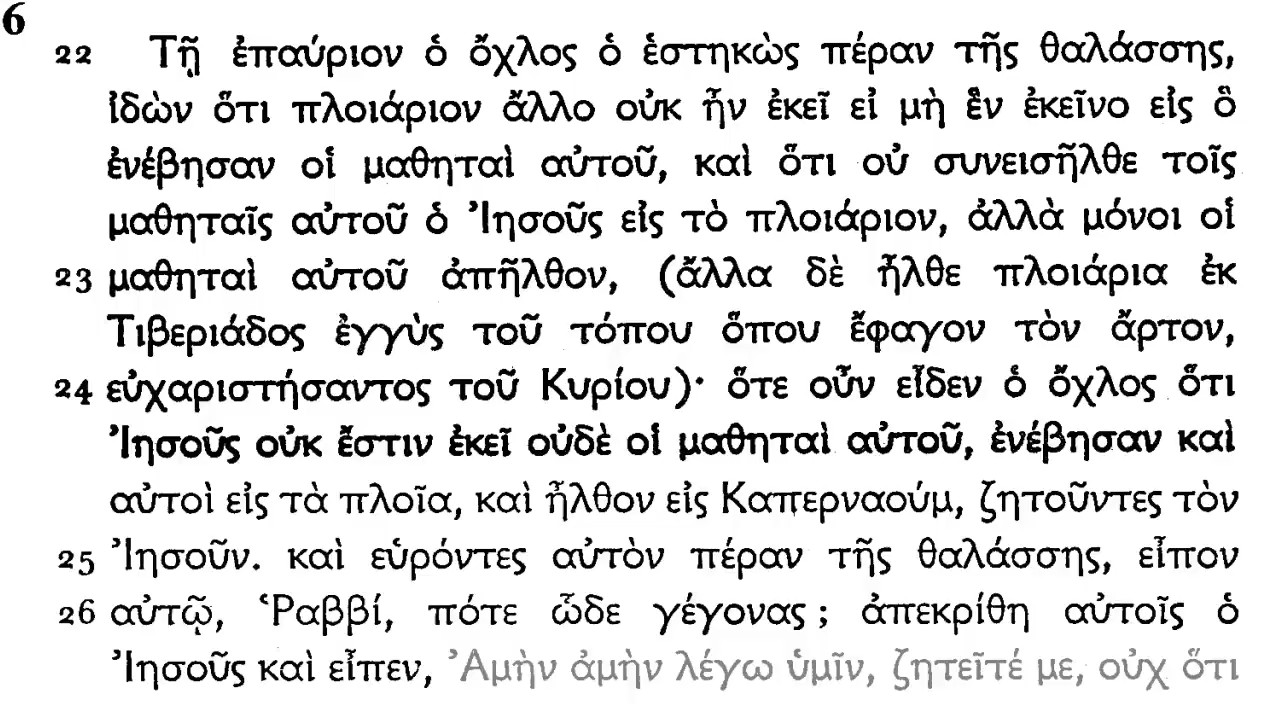 6
22 Τῇ ἐπαύριον ὁ ὄχλος ὁ ἑστηκὼς πέραν τῆς θαλάσσης,
ἰδὼν ὅτι πλοιάριον ἄλλο οὐκ ἦν ἐκεῖ εἰ μὴ ἓν ἐκεῖνο εἰς ὃ
ἐνέβησαν οἱ μαθηταὶ αὐτοῦ, καὶ ὅτι οὐ συνεισῆλθε τοῖς
μαθηταῖς αὐτοῦ ὁ Ἰησοῦς εἰς τὸ πλοιάριον, ἀλλὰ μόνοι οἱ
23 μαθηταὶ αὐτοῦ ἀπῆλθον, (ἄλλα δὲ ἦλθε πλοιάρια ἐκ
Τιβεριάδος ἐγγὺς τοῦ τόπου ὅπου ἔφαγον τὸν ἄρτον,
24 εὐχαριστήσαντος τοῦ Κυρίου)· ὅτε οὖν εἶδεν ὁ ὄχλος ὅτι
Ἰησοῦς οὐκ ἔστιν ἐκεῖ οὐδὲ οἱ μαθηταὶ αὐτοῦ, ἐνέβησαν καὶ
αὐτοὶ εἰς τὰ πλοῖα, καὶ ἦλθον εἰς Καπερναούμ, ζητοῦντες τὸν
25 Ἰησοῦν. καὶ εὑρόντες αὐτὸν πέραν τῆς θαλάσσης, εἶπον
26 αὐτῷ, Ῥαββί, πότε ὧδε γέγονας; ἀπεκρίθη αὐτοῖς ὁ
Ἰησοῦς καὶ εἶπεν, Ἀμὴν ἀμὴν λέγω ὑμῖν, ζητεῖτέ με, οὐχ ὅτι